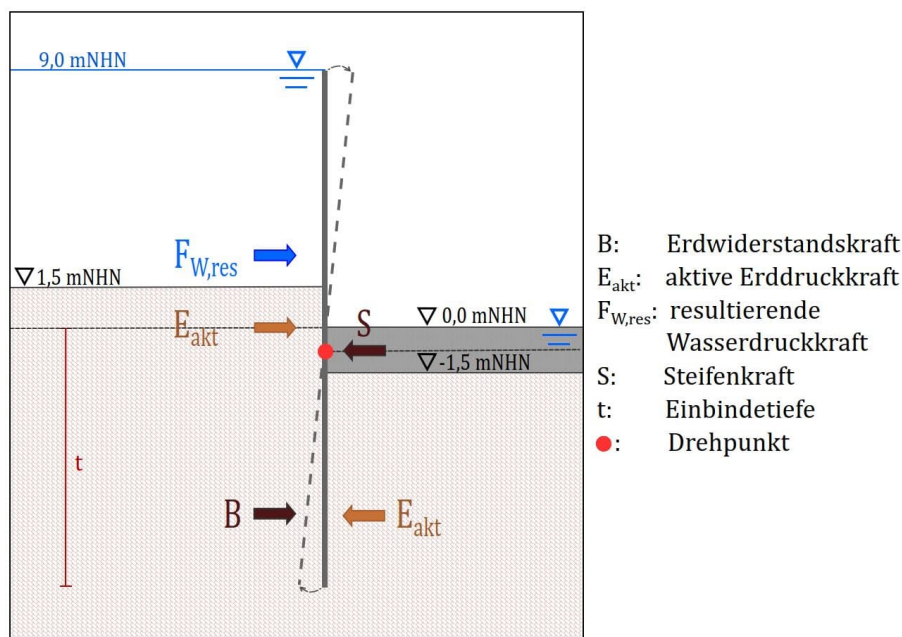 9,0 mNHN
F_W,res
1,5 mNHN
0,0 mNHN
E_akt
S
-1,5 mNHN
t
B
E_akt
B: Erdwiderstandskraft
E_akt: aktive Erddruckkraft
F_W,res: resultierende
Wasserdruckkraft
S: Steifenkraft
t: Einbindetiefe
: Drehpunkt